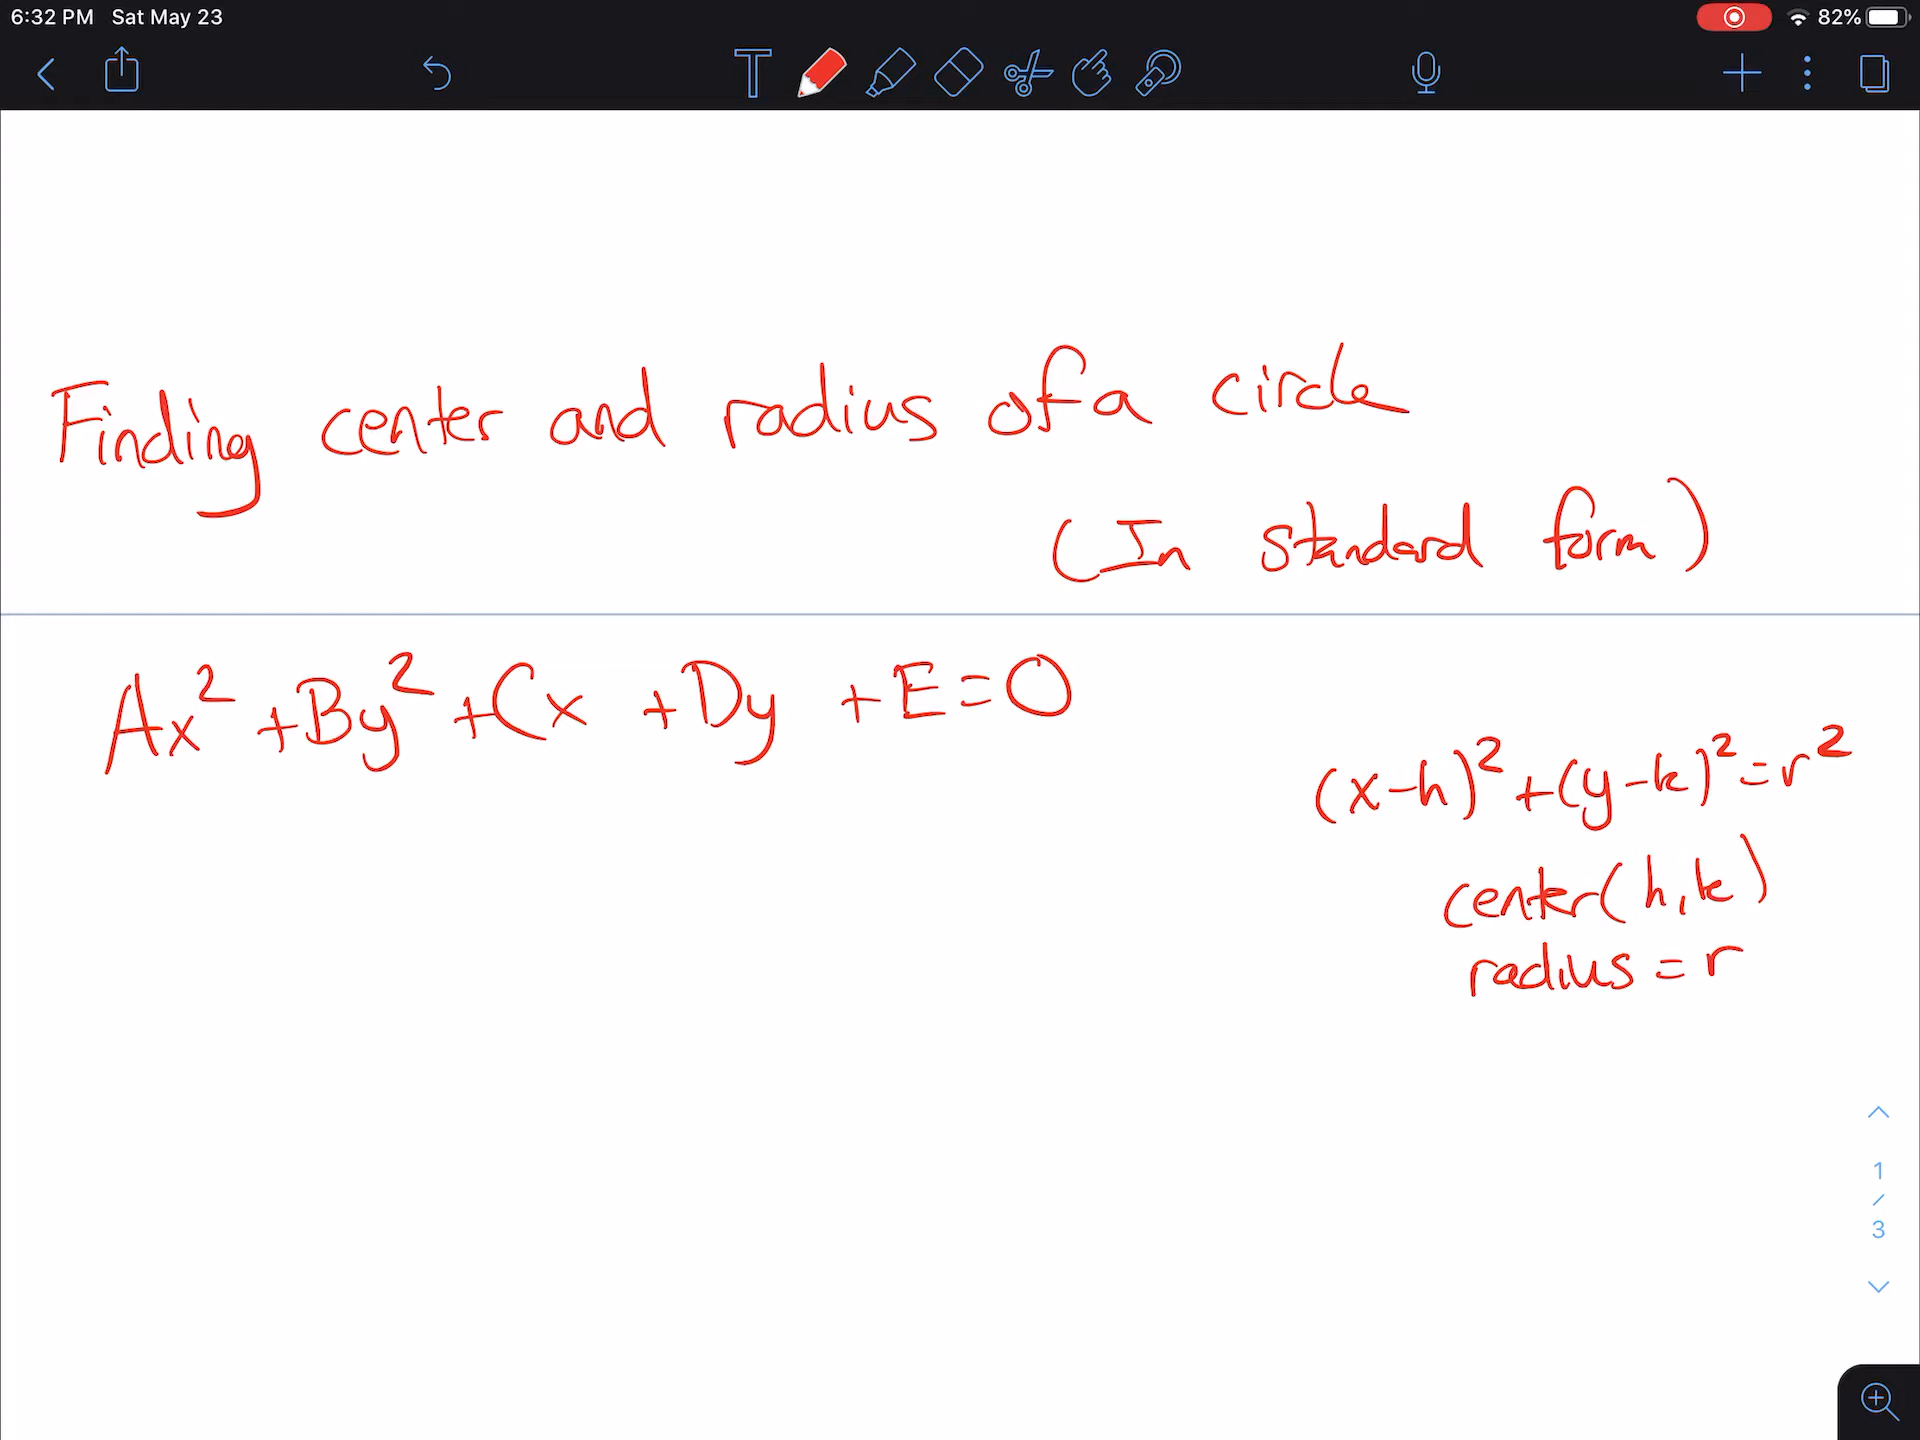 6:32 PM Sat May 23 82%
T
Finding center and radius of a circle
(In standard form)
Ax² +By² +Cx +Dy +E=0
(x-h)² +(y-k)²=r²
center(h,k)
radius = r
1
/
3